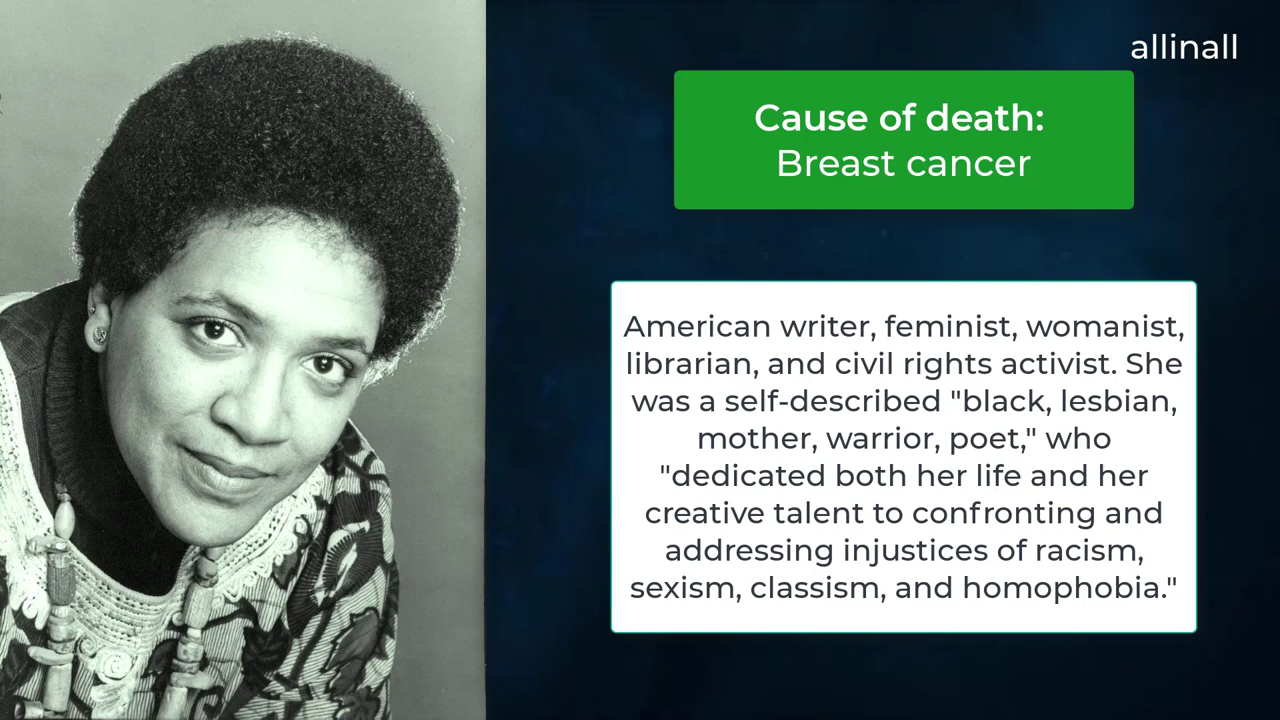 allinall
Cause of death:
Breast cancer
American writer, feminist, womanist,
librarian, and civil rights activist. She
was a self-described "black, lesbian,
mother, warrior, poet," who
"dedicated both her life and her
creative talent to confronting and
addressing injustices of racism,
sexism, classism, and homophobia."